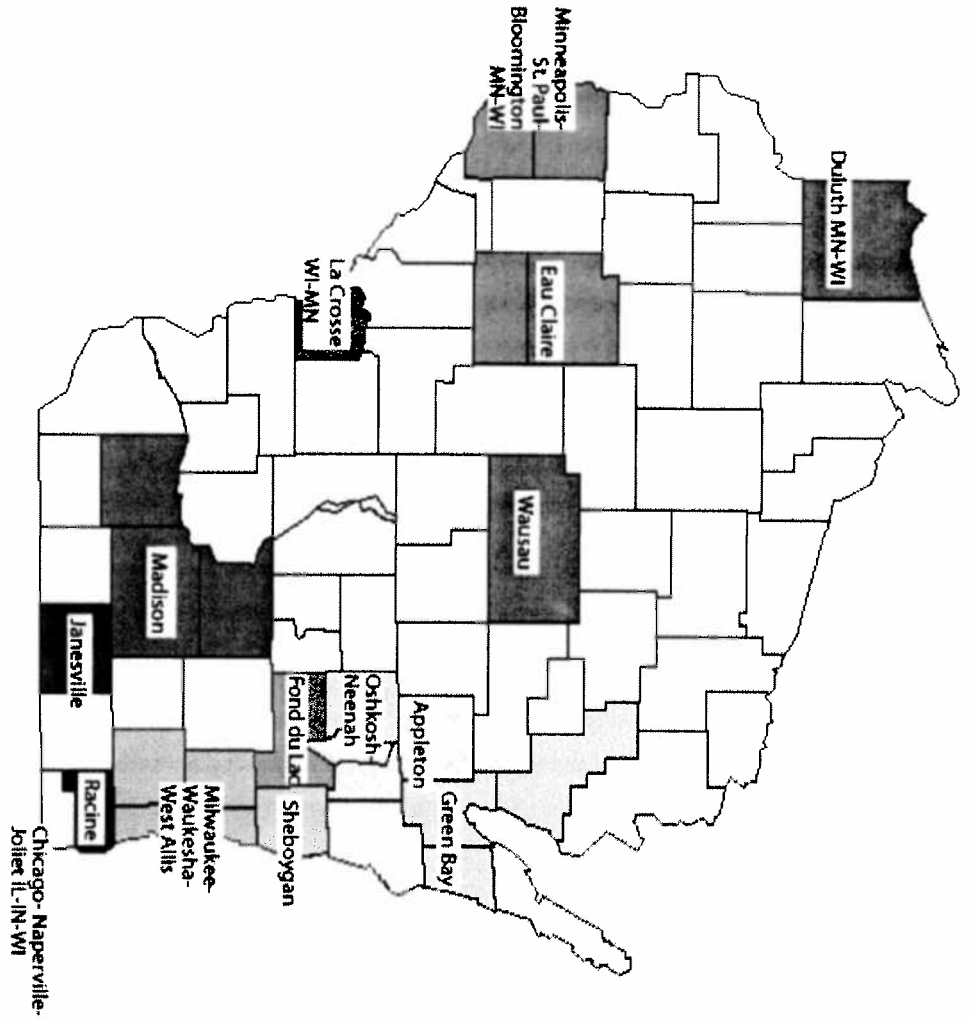 Duluth MN-WI
Minneapolis-
St. Paul-
Bloomington
MN-WI
Eau Claire
Wausau
La Crosse
WI-MN
Appleton
Green Bay
Oshkosh-
Neenah
Fond du Lac
Sheboygan
Milwaukee-
Waukesha-
West Allis
Madison
Janesville
Racine
Chicago- Naperville-
Joliet IL-IN-WI